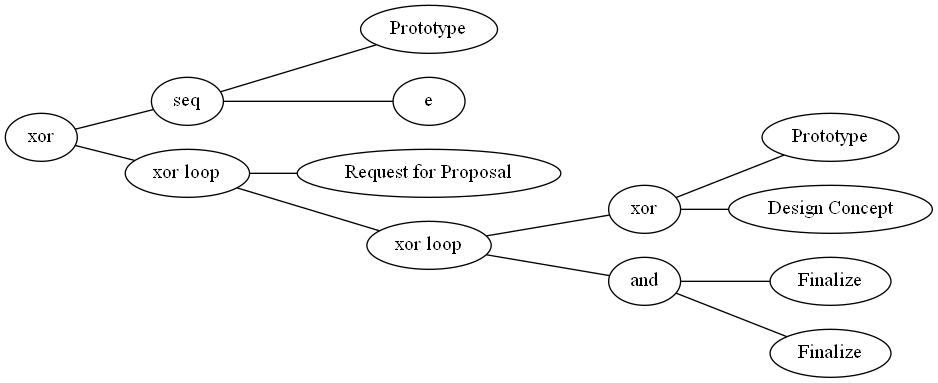 Prototype
seq
e
xor
xor loop
Request for Proposal
Prototype
xor
Design Concept
xor loop
and
Finalize
Finalize